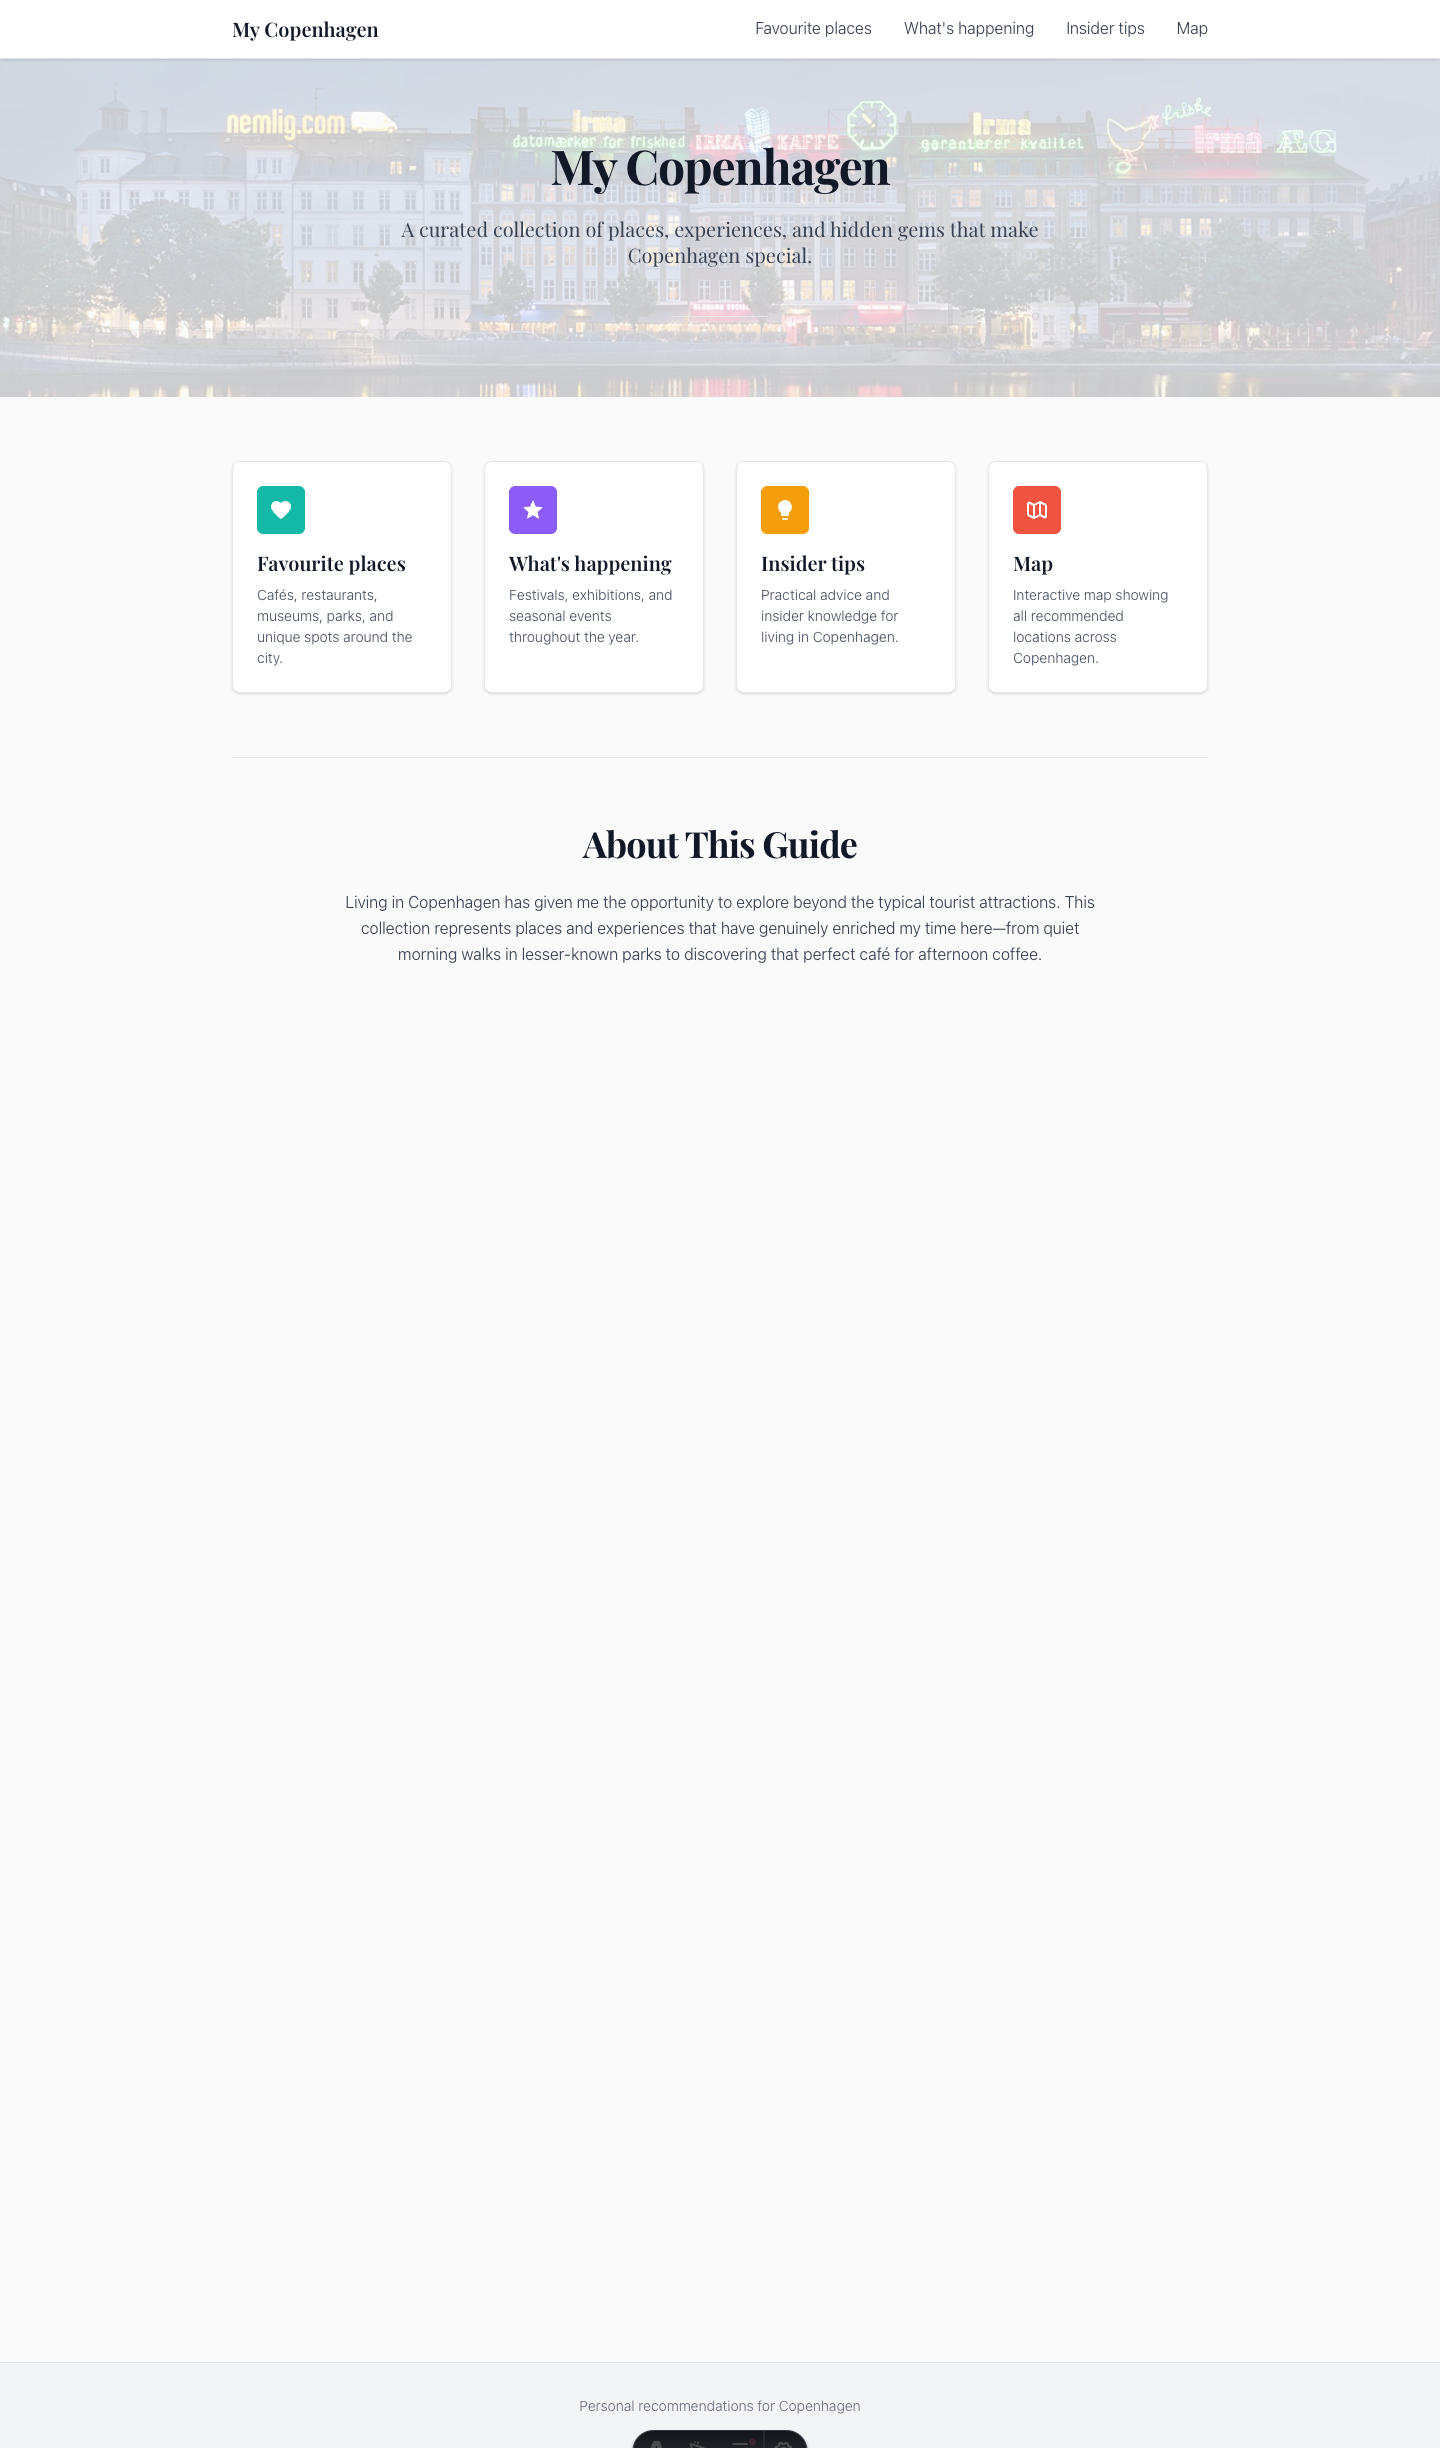 My Copenhagen
Favourite places What's happening Insider tips Map
nemlig.com
Irma
datomærker for friskhed
IRMA KAFFE
Irma
garanterer kvalitet
friske
Irma ÆG
My Copenhagen
A curated collection of places, experiences, and hidden gems that make
Copenhagen special.
Favourite places
Cafés, restaurants,
museums, parks, and
unique spots around the
city.
What's happening
Festivals, exhibitions, and
seasonal events
throughout the year.
Insider tips
Practical advice and
insider knowledge for
living in Copenhagen.
Map
Interactive map showing
all recommended
locations across
Copenhagen.
About This Guide
Living in Copenhagen has given me the opportunity to explore beyond the typical tourist attractions. This
collection represents places and experiences that have genuinely enriched my time here—from quiet
morning walks in lesser-known parks to discovering that perfect café for afternoon coffee.
Personal recommendations for Copenhagen